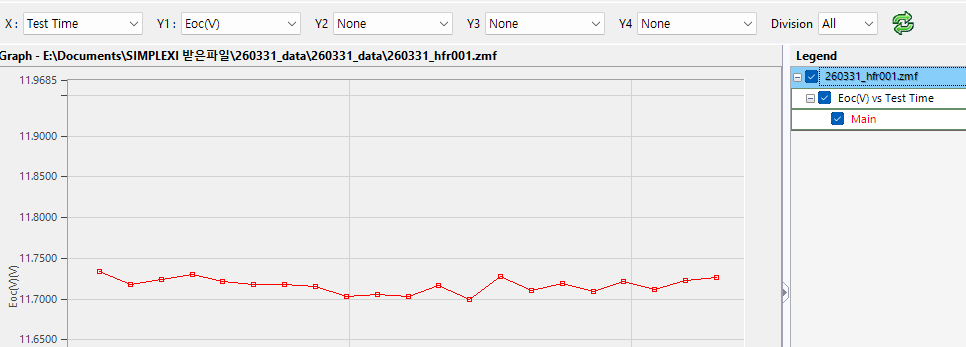 X : Test Time Y1 : Eoc(V) Y2 None Y3 None Y4 None Division All
Graph - E:\Documents\SIMPLEXI 받은파일\260331_data\260331_data\260331_hfr001.zmf
Legend
11.9685
11.9000
11.8500
11.8000
11.7500
11.7000
11.6500
Eoc(V)(V)
260331_hfr001.zmf
Eoc(V) vs Test Time
Main